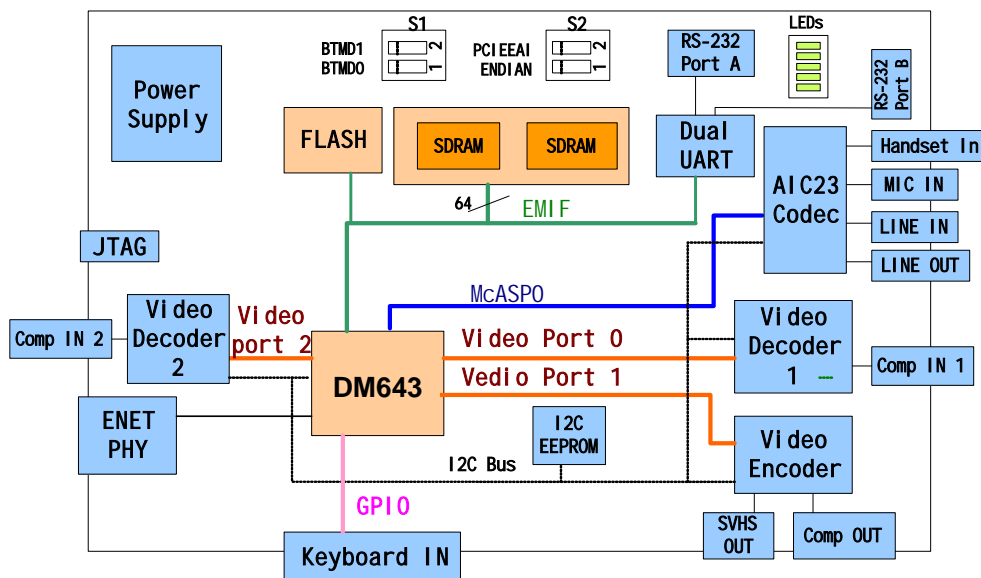 S1
S2
LEDs
BTMD1
BTMD0
2
1
PCIEEAI
ENDIAN
2
1
RS-232
Port A
RS-232
Port B
Power
Supply
FLASH
SDRAM
SDRAM
Dual
UART
AIC23
Codec
Handset In
MIC IN
LINE IN
LINE OUT
64
EMIF
JTAG
McASPO
Comp IN 2
Video
Decoder
2
Video
port 2
DM643
Video Port 0
Vedio Port 1
Video
Decoder
1
Comp IN 1
ENET
PHY
I2C
EEPROM
I2C Bus
Video
Encoder
GPIO
SVHS
OUT
Comp OUT
Keyboard IN